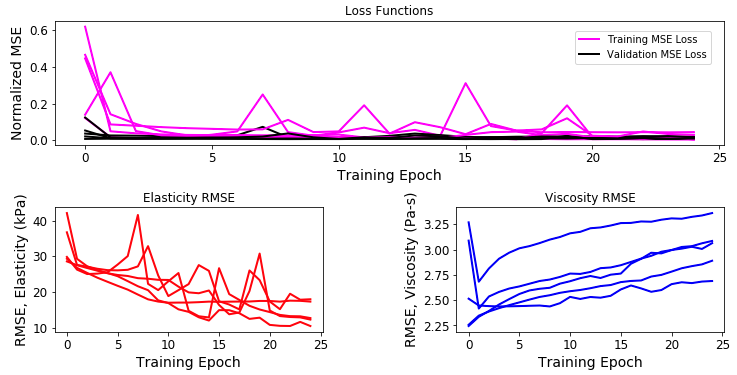 Loss Functions
Normalized MSE
0.6
0.4
0.2
0.0
Training MSE Loss
Validation MSE Loss
0
5
10
15
20
25
Training Epoch
Elasticity RMSE
RMSE, Elasticity (kPa)
40
30
20
10
0
5
10
15
20
25
Training Epoch
Viscosity RMSE
RMSE, Viscosity (Pa-s)
3.25
3.00
2.75
2.50
2.25
0
5
10
15
20
25
Training Epoch